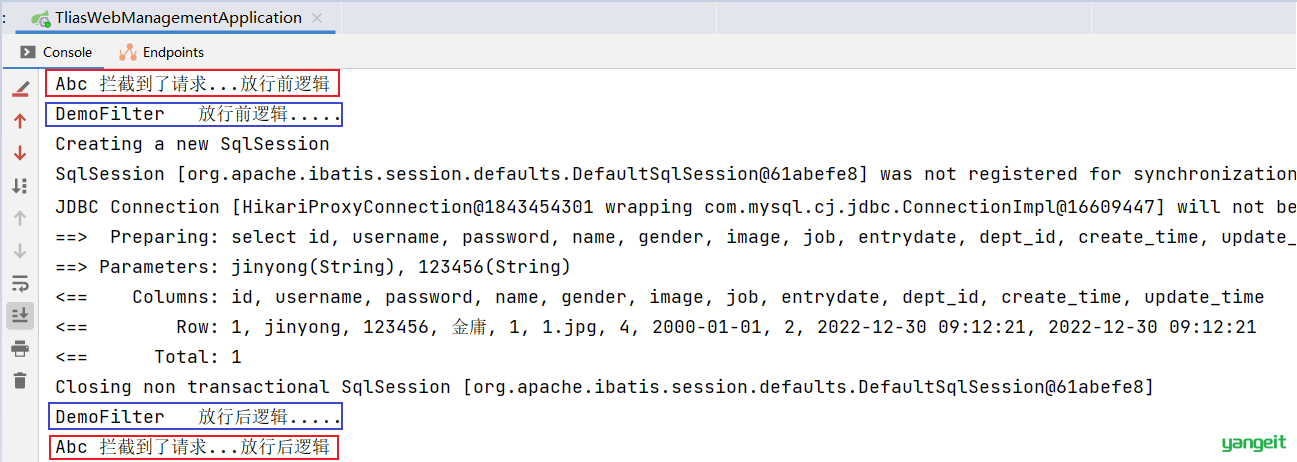 : TliasWebManagementApplication ×
Console Endpoints
Abc 拦截到了请求...放行前逻辑
DemoFilter   放行前逻辑.....
Creating a new SqlSession
SqlSession [org.apache.ibatis.session.defaults.DefaultSqlSession@61abefe8] was not registered for synchronization
JDBC Connection [HikariProxyConnection@1843454301 wrapping com.mysql.cj.jdbc.ConnectionImpl@16609447] will not be
==>  Preparing: select id, username, password, name, gender, image, job, entrydate, dept_id, create_time, update_
==> Parameters: jinyong(String), 123456(String)
<==    Columns: id, username, password, name, gender, image, job, entrydate, dept_id, create_time, update_time
<==        Row: 1, jinyong, 123456, 金庸, 1, 1.jpg, 4, 2000-01-01, 2, 2022-12-30 09:12:21, 2022-12-30 09:12:21
<==      Total: 1
Closing non transactional SqlSession [org.apache.ibatis.session.defaults.DefaultSqlSession@61abefe8]
DemoFilter   放行后逻辑.....
Abc 拦截到了请求...放行后逻辑
yangeit